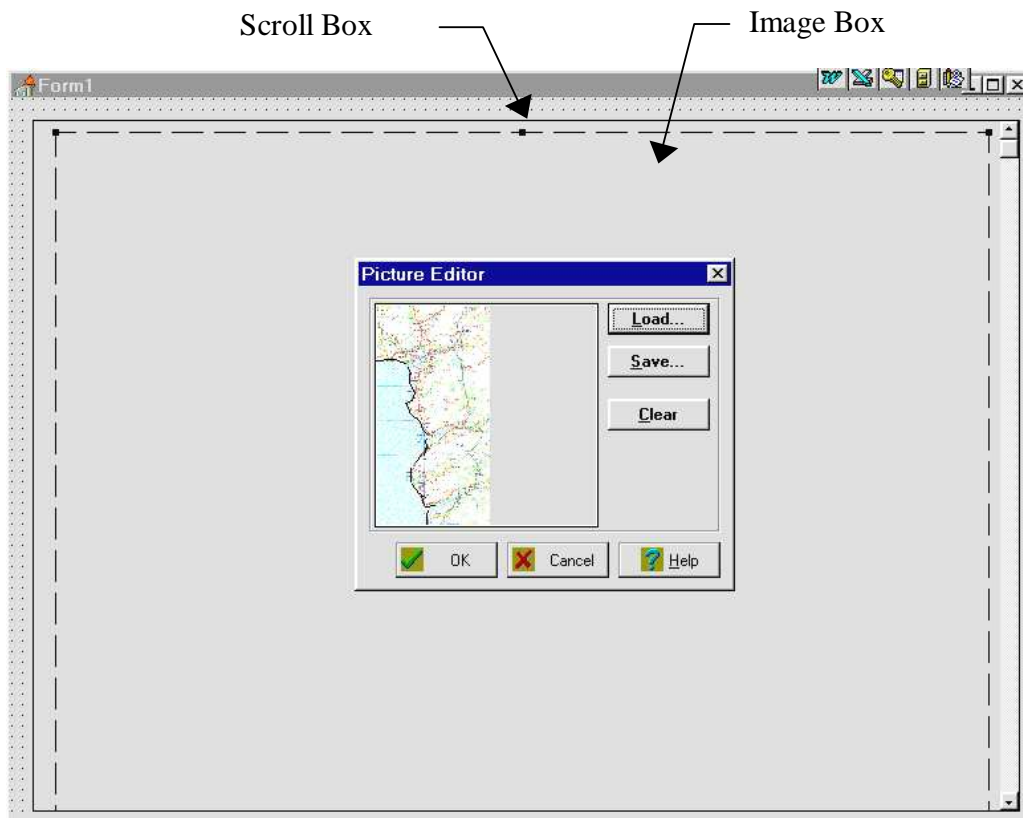 Scroll Box
Image Box
Form1
Picture Editor
Load...
Save...
Clear
OK
Cancel
Help